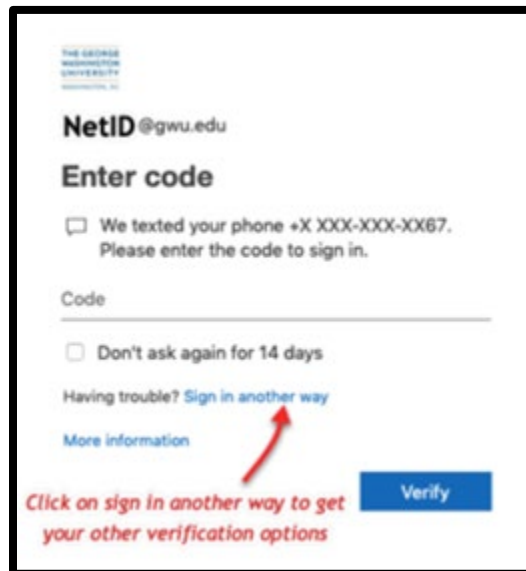 THE GEORGE
WASHINGTON
UNIVERSITY
WASHINGTON, DC
NetID @gwu.edu
Enter code
We texted your phone +X XXX-XXX-XX67.
Please enter the code to sign in.
Code
Don't ask again for 14 days
Having trouble? Sign in another way
More information
Click on sign in another way to get
your other verification options
Verify